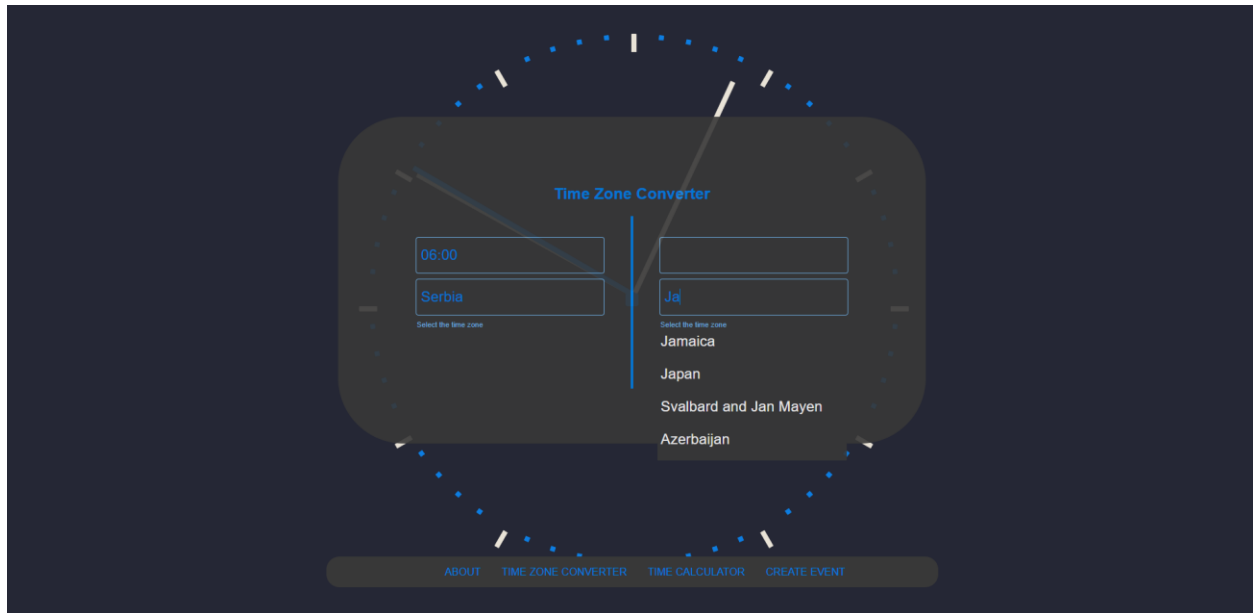 Time Zone Converter
06:00
Serbia
Select the time zone
Ja
Select the time zone
Jamaica
Japan
Svalbard and Jan Mayen
Azerbaijan
ABOUT TIME ZONE CONVERTER TIME CALCULATOR CREATE EVENT